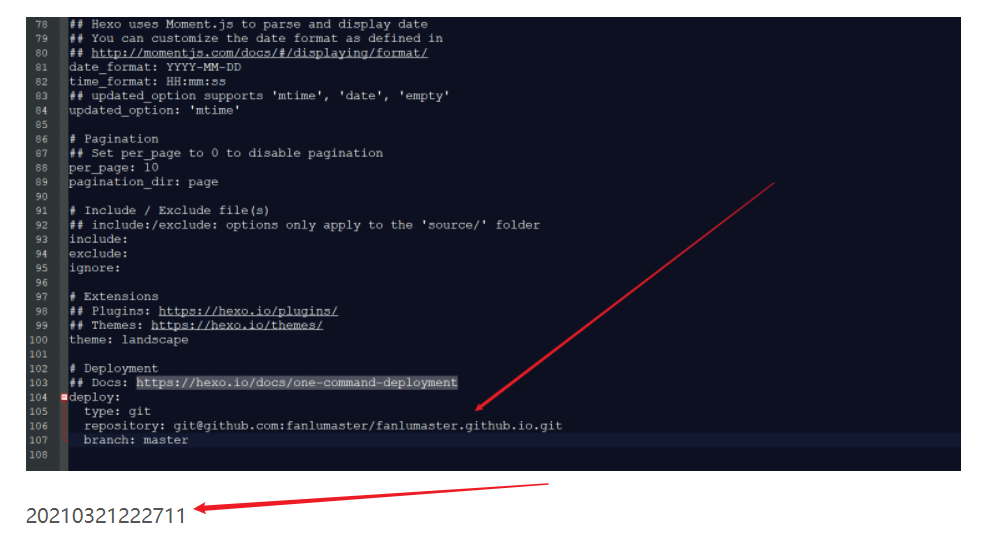 78 ## Hexo uses Moment.js to parse and display date
79 ## You can customize the date format as defined in
80 ## http://momentjs.com/docs/#/displaying/format/
81 date_format: YYYY-MM-DD
82 time_format: HH:mm:ss
83 ## updated_option supports 'mtime', 'date', 'empty'
84 updated_option: 'mtime'
85
86 # Pagination
87 ## Set per_page to 0 to disable pagination
88 per_page: 10
89 pagination_dir: page
90
91 # Include / Exclude file(s)
92 ## include:/exclude: options only apply to the 'source/' folder
93 include:
94 exclude:
95 ignore:
96
97 # Extensions
98 ## Plugins: https://hexo.io/plugins/
99 ## Themes: https://hexo.io/themes/
100 theme: landscape
101
102 # Deployment
103 ## Docs: https://hexo.io/docs/one-command-deployment
104 deploy:
105   type: git
106   repository: git@github.com:fanlumaster/fanlumaster.github.io.git
107   branch: master
108
20210321222711